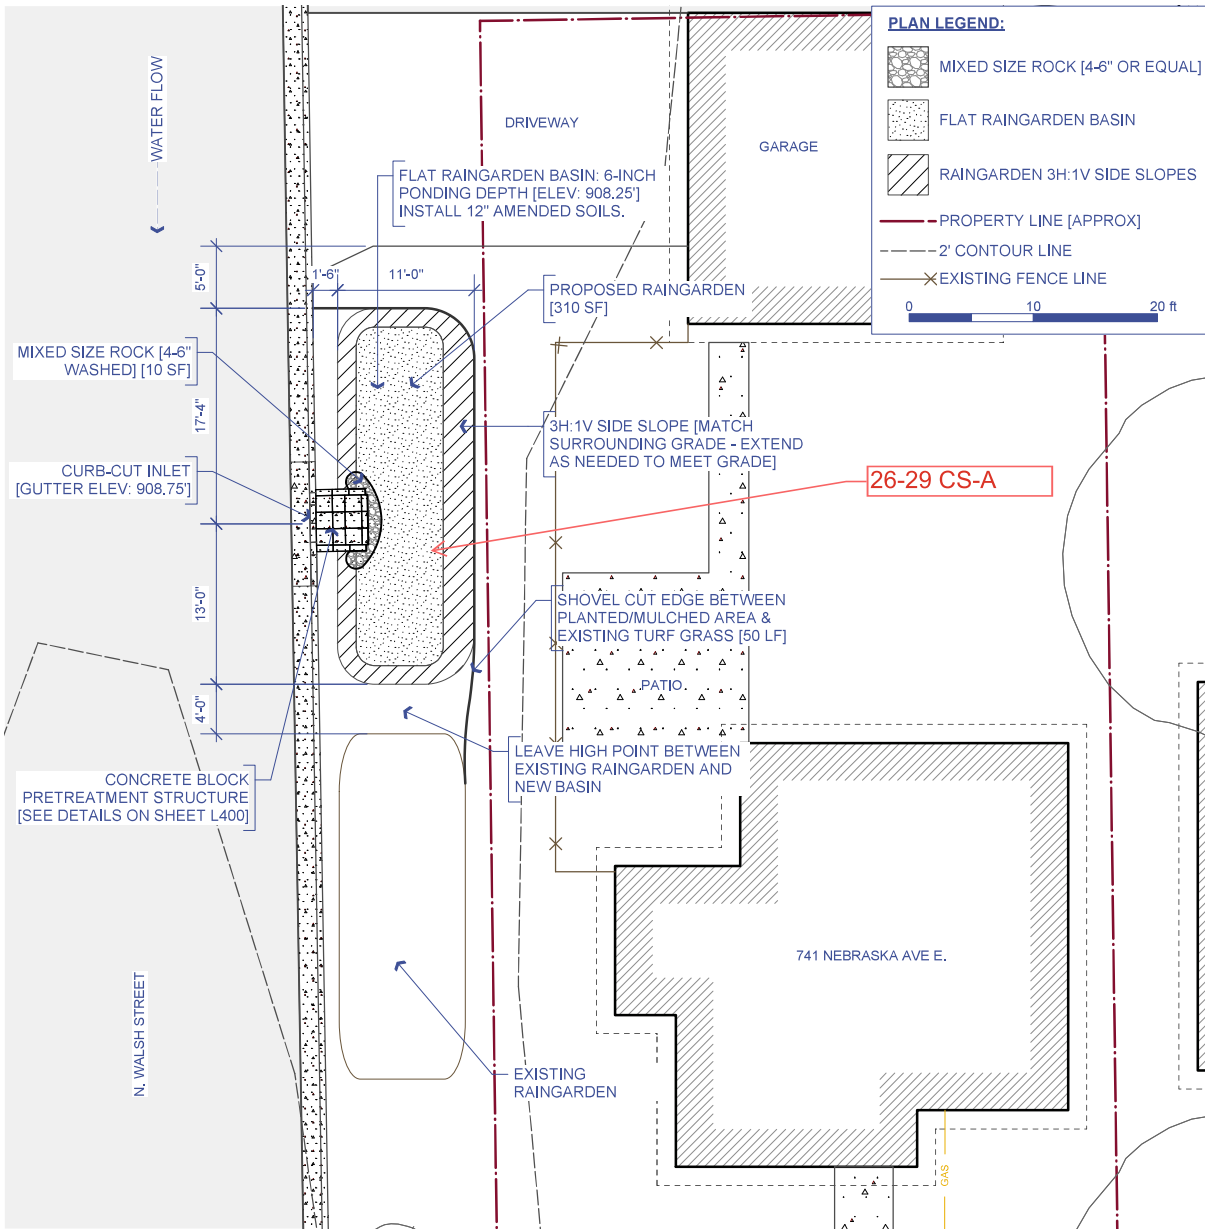 PLAN LEGEND:
MIXED SIZE ROCK [4-6" OR EQUAL]
FLAT RAINGARDEN BASIN
RAINGARDEN 3H:1V SIDE SLOPES
PROPERTY LINE [APPROX]
2' CONTOUR LINE
EXISTING FENCE LINE
0 10 20 ft
WATER FLOW
DRIVEWAY
GARAGE
FLAT RAINGARDEN BASIN: 6-INCH
PONDING DEPTH [ELEV: 908.25']
INSTALL 12" AMENDED SOILS.
5'-0"
1'-6"
11'-0"
PROPOSED RAINGARDEN
[310 SF]
MIXED SIZE ROCK [4-6"
WASHED] [10 SF]
17'-4"
3H:1V SIDE SLOPE [MATCH
SURROUNDING GRADE - EXTEND
AS NEEDED TO MEET GRADE]
CURB-CUT INLET
[GUTTER ELEV: 908.75']
26-29 CS-A
13'-0"
SHOVEL CUT EDGE BETWEEN
PLANTED/MULCHED AREA &
EXISTING TURF GRASS [50 LF]
PATIO
4'-0"
LEAVE HIGH POINT BETWEEN
EXISTING RAINGARDEN AND
NEW BASIN
CONCRETE BLOCK
PRETREATMENT STRUCTURE
[SEE DETAILS ON SHEET L400]
741 NEBRASKA AVE E.
N. WALSH STREET
EXISTING
RAINGARDEN
GAS